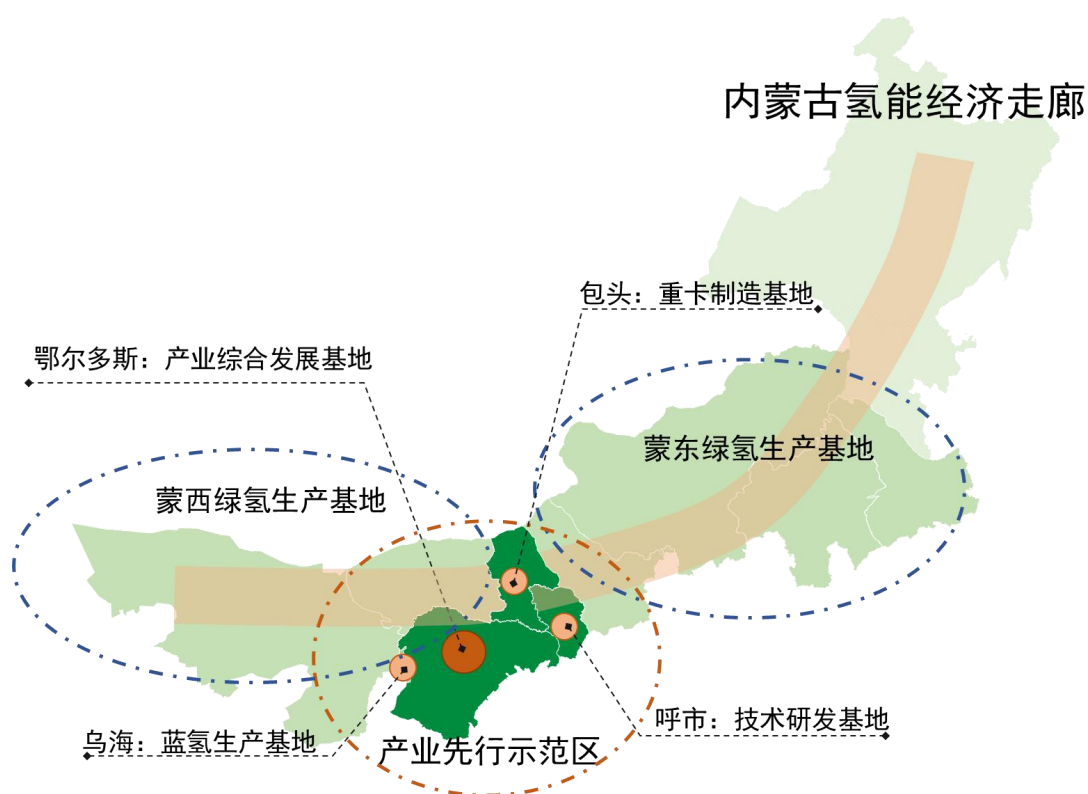 内蒙古氢能经济走廊
包头：重卡制造基地
鄂尔多斯：产业综合发展基地
蒙东绿氢生产基地
蒙西绿氢生产基地
呼市：技术研发基地
乌海：蓝氢生产基地
产业先行示范区